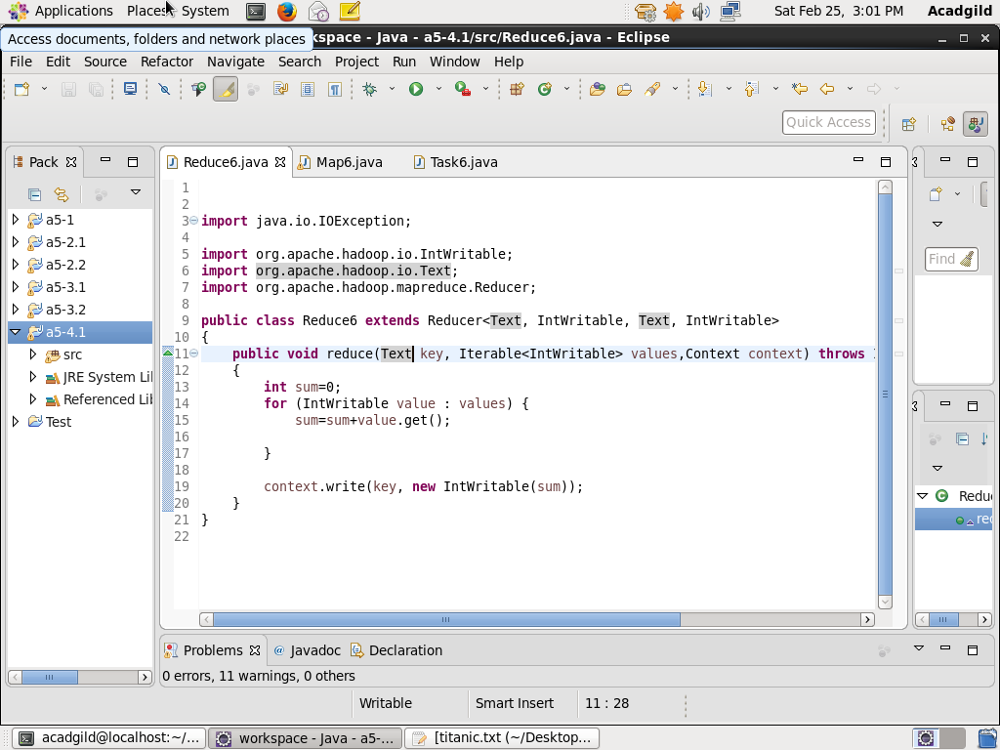 Applications Places System Sat Feb 25, 3:01 PM Acadgild
Access documents, folders and network places
kspace - Java - a5-4.1/src/Reduce6.java - Eclipse
File Edit Source Refactor Navigate Search Project Run Window Help
Quick Access
Pack
Reduce6.java Map6.java Task6.java
a5-1
a5-2.1
a5-2.2
a5-3.1
a5-3.2
a5-4.1
src
JRE System Li
Referenced Lib
Test
1
2
3 import java.io.IOException;
4
5 import org.apache.hadoop.io.IntWritable;
6 import org.apache.hadoop.io.Text;
7 import org.apache.hadoop.mapreduce.Reducer;
8
9 public class Reduce6 extends Reducer<Text, IntWritable, Text, IntWritable>
10 {
11 public void reduce(Text key, Iterable<IntWritable> values,Context context) throws
12 {
13 int sum=0;
14 for (IntWritable value : values) {
15 sum=sum+value.get();
16
17 }
18
19 context.write(key, new IntWritable(sum));
20 }
21 }
22
Find
Redu
red
Problems @ Javadoc Declaration
0 errors, 11 warnings, 0 others
Writable Smart Insert 11 : 28
acadgild@localhost:~/... workspace - Java - a5-... [titanic.txt (~/Desktop...